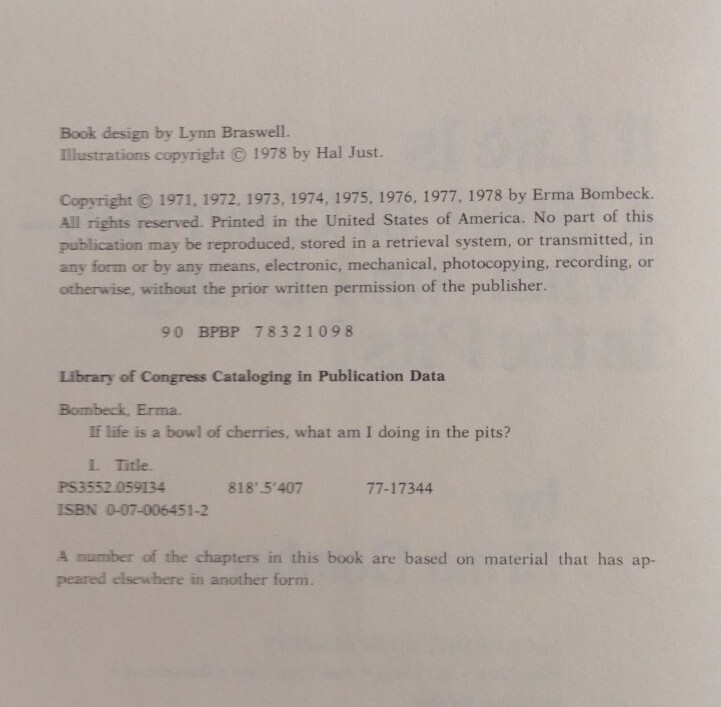 Book design by Lynn Braswell.
Illustrations copyright © 1978 by Hal Just.
Copyright © 1971, 1972, 1973, 1974, 1975, 1976, 1977, 1978 by Erma Bombeck.
All rights reserved. Printed in the United States of America. No part of this
publication may be reproduced, stored in a retrieval system, or transmitted, in
any form or by any means, electronic, mechanical, photocopying, recording, or
otherwise, without the prior written permission of the publisher.
90 BPBP 78321098
Library of Congress Cataloging in Publication Data
Bombeck, Erma.
If life is a bowl of cherries, what am I doing in the pits?
I. Title.
PS3552.O59I34 818'.5'407 77-17344
ISBN 0-07-006451-2
A number of the chapters in this book are based on material that has ap-
peared elsewhere in another form.